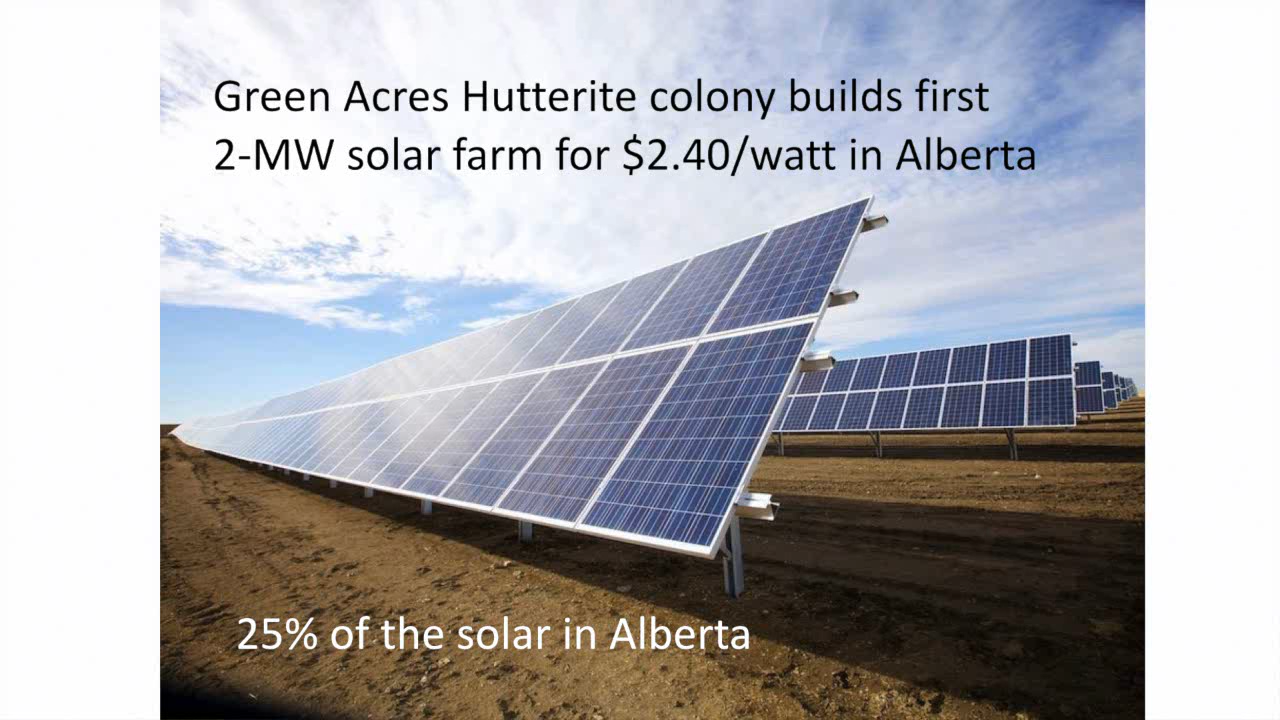 Green Acres Hutterite colony builds first
2-MW solar farm for $2.40/watt in Alberta
25% of the solar in Alberta